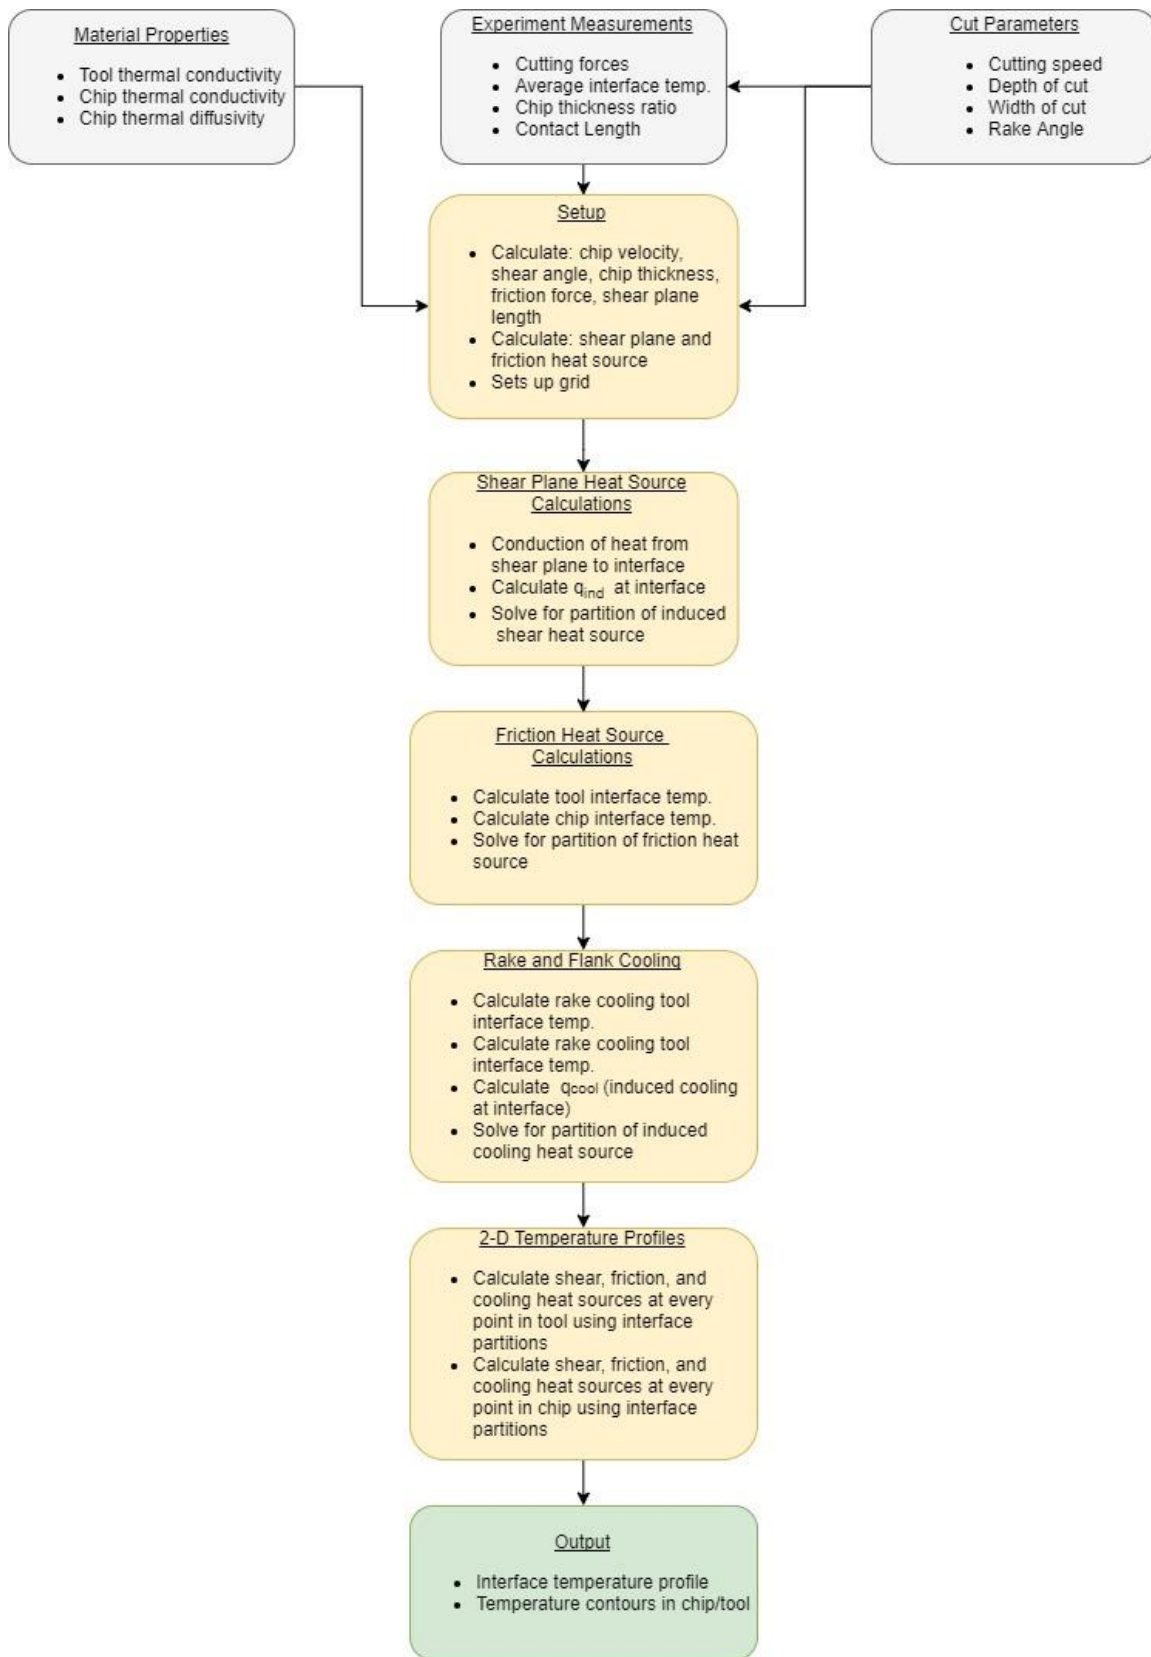 Material Properties
• Tool thermal conductivity
• Chip thermal conductivity
• Chip thermal diffusivity
Experiment Measurements
• Cutting forces
• Average interface temp.
• Chip thickness ratio
• Contact Length
Cut Parameters
• Cutting speed
• Depth of cut
• Width of cut
• Rake Angle
Setup
• Calculate: chip velocity,
shear angle, chip thickness,
friction force, shear plane
length
• Calculate: shear plane and
friction heat source
• Sets up grid
Shear Plane Heat Source
Calculations
• Conduction of heat from
shear plane to interface
• Calculate qind at interface
• Solve for partition of induced
shear heat source
Friction Heat Source
Calculations
• Calculate tool interface temp.
• Calculate chip interface temp.
• Solve for partition of friction heat
source
Rake and Flank Cooling
• Calculate rake cooling tool
interface temp.
• Calculate rake cooling tool
interface temp.
• Calculate qcool (induced cooling
at interface)
• Solve for partition of induced
cooling heat source
2-D Temperature Profiles
• Calculate shear, friction, and
cooling heat sources at every
point in tool using interface
partitions
• Calculate shear, friction, and
cooling heat sources at every
point in chip using interface
partitions
Output
• Interface temperature profile
• Temperature contours in chip/tool